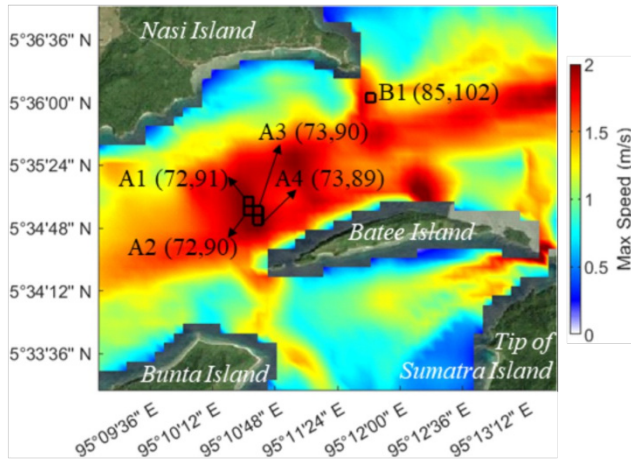 Nasi Island
5°36'36" N
5°36'00" N
5°35'24" N
5°34'48" N
5°34'12" N
5°33'36" N
B1 (85,102)
A3 (73,90)
A1 (72,91)
A4 (73,89)
A2 (72,90)
Batee Island
Bunta Island
Tip of
Sumatra Island
95°09'36" E
95°10'12" E
95°10'48" E
95°11'24" E
95°12'00" E
95°12'36" E
95°13'12" E
2
1.5
1
0.5
0
Max Speed (m/s)